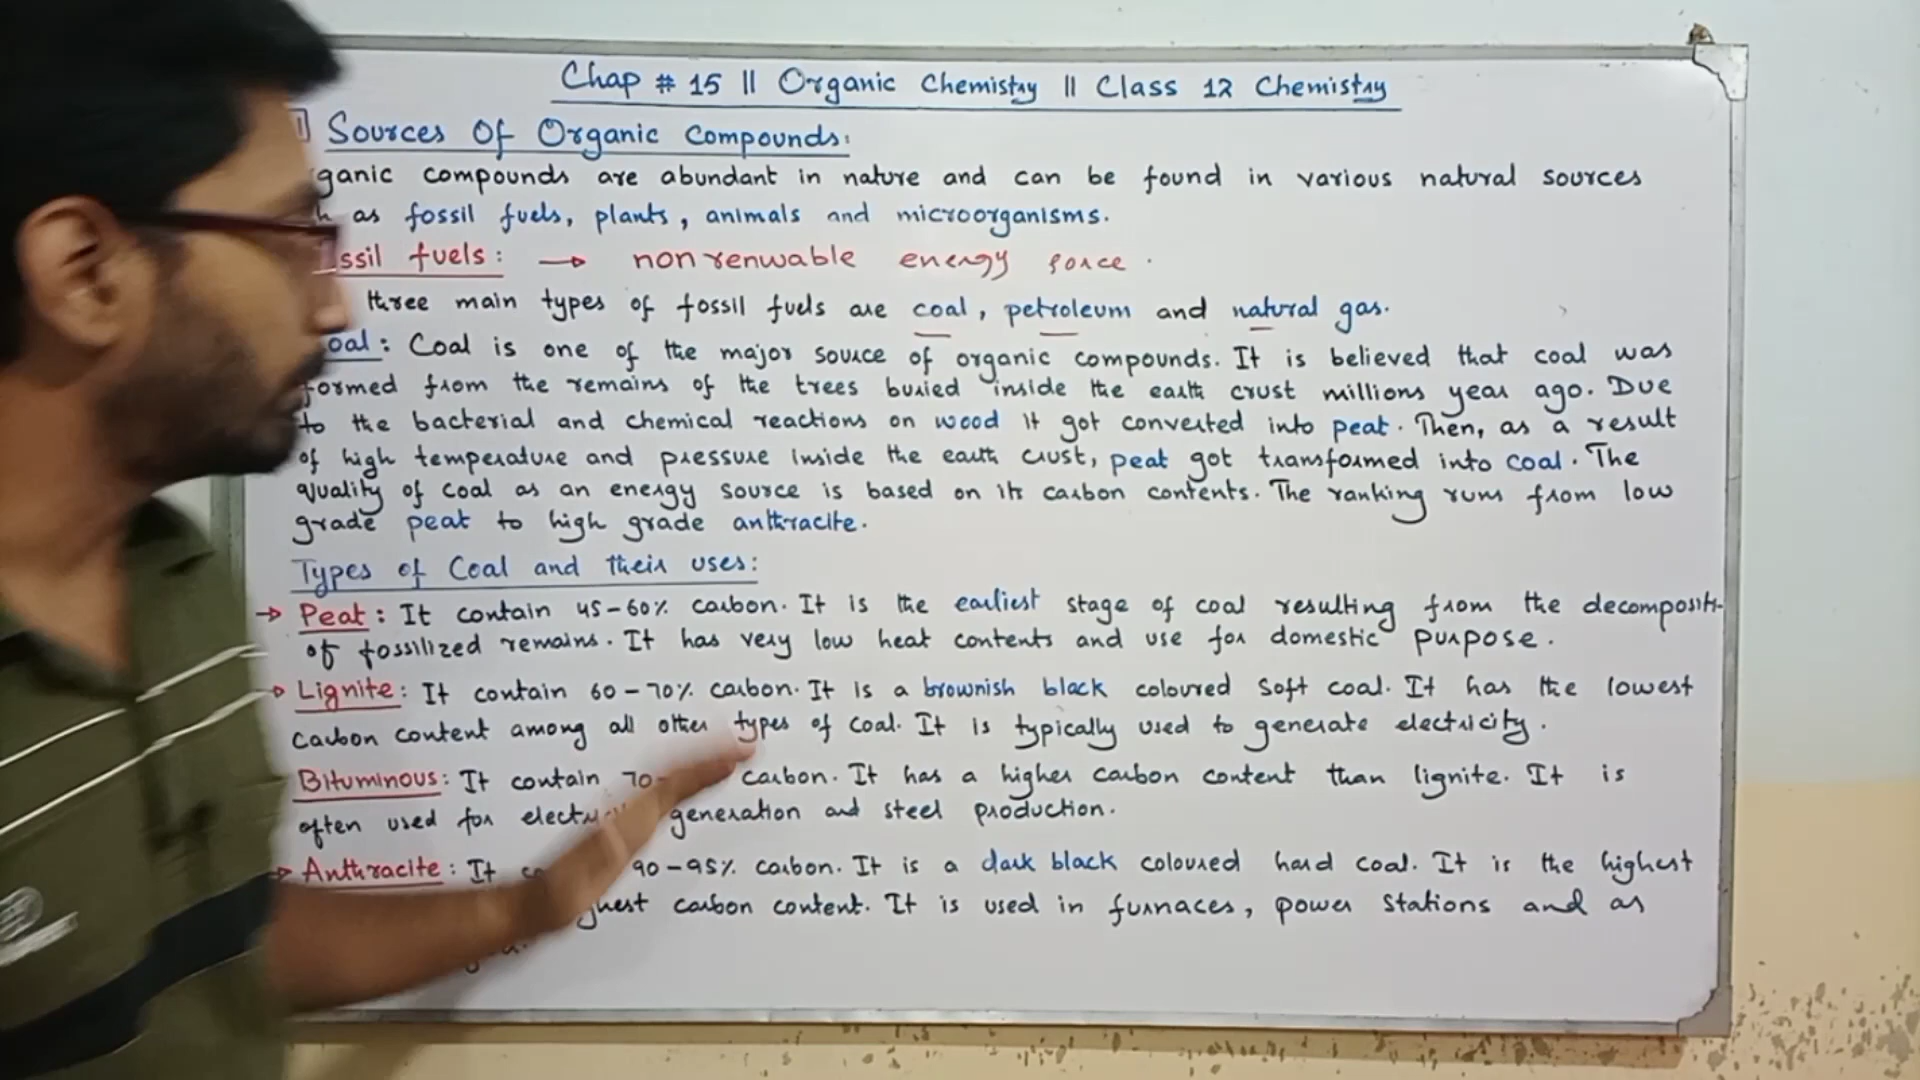 Chap # 15 || Organic Chemistry || Class 12 Chemistry
Sources Of Organic Compounds:
ganic compounds are abundant in nature and can be found in various natural sources
h as fossil fuels, plants, animals and microorganisms.
ssil fuels: → non renwable energy sorce.
three main types of fossil fuels are coal, petroleum and natural gas.
oal: Coal is one of the major source of organic compounds. It is believed that coal was
formed from the remains of the trees buried inside the earth crust millions year ago. Due
to the bacterial and chemical reactions on wood it got converted into peat. Then, as a result
of high temperature and pressure inside the earth crust, peat got transformed into coal. The
quality of coal as an energy source is based on its carbon contents. The ranking runs from low
grade peat to high grade anthracite.
Types of Coal and their uses:
→ Peat: It contain 45-60% carbon. It is the earliest stage of coal resulting from the decompositi-
of fossilized remains. It has very low heat contents and use for domestic purpose.
→ Lignite: It contain 60-70% carbon. It is a brownish black coloured soft coal. It has the lowest
carbon content among all other types of coal. It is typically used to generate electricity.
Bituminous: It contain 70- carbon. It has a higher carbon content than lignite. It is
often used for generation and steel production.
→ Anthracite: It 90-95% carbon. It is a dark black coloured hard coal. It is the highest
carbon content. It is used in furnaces, power stations and as